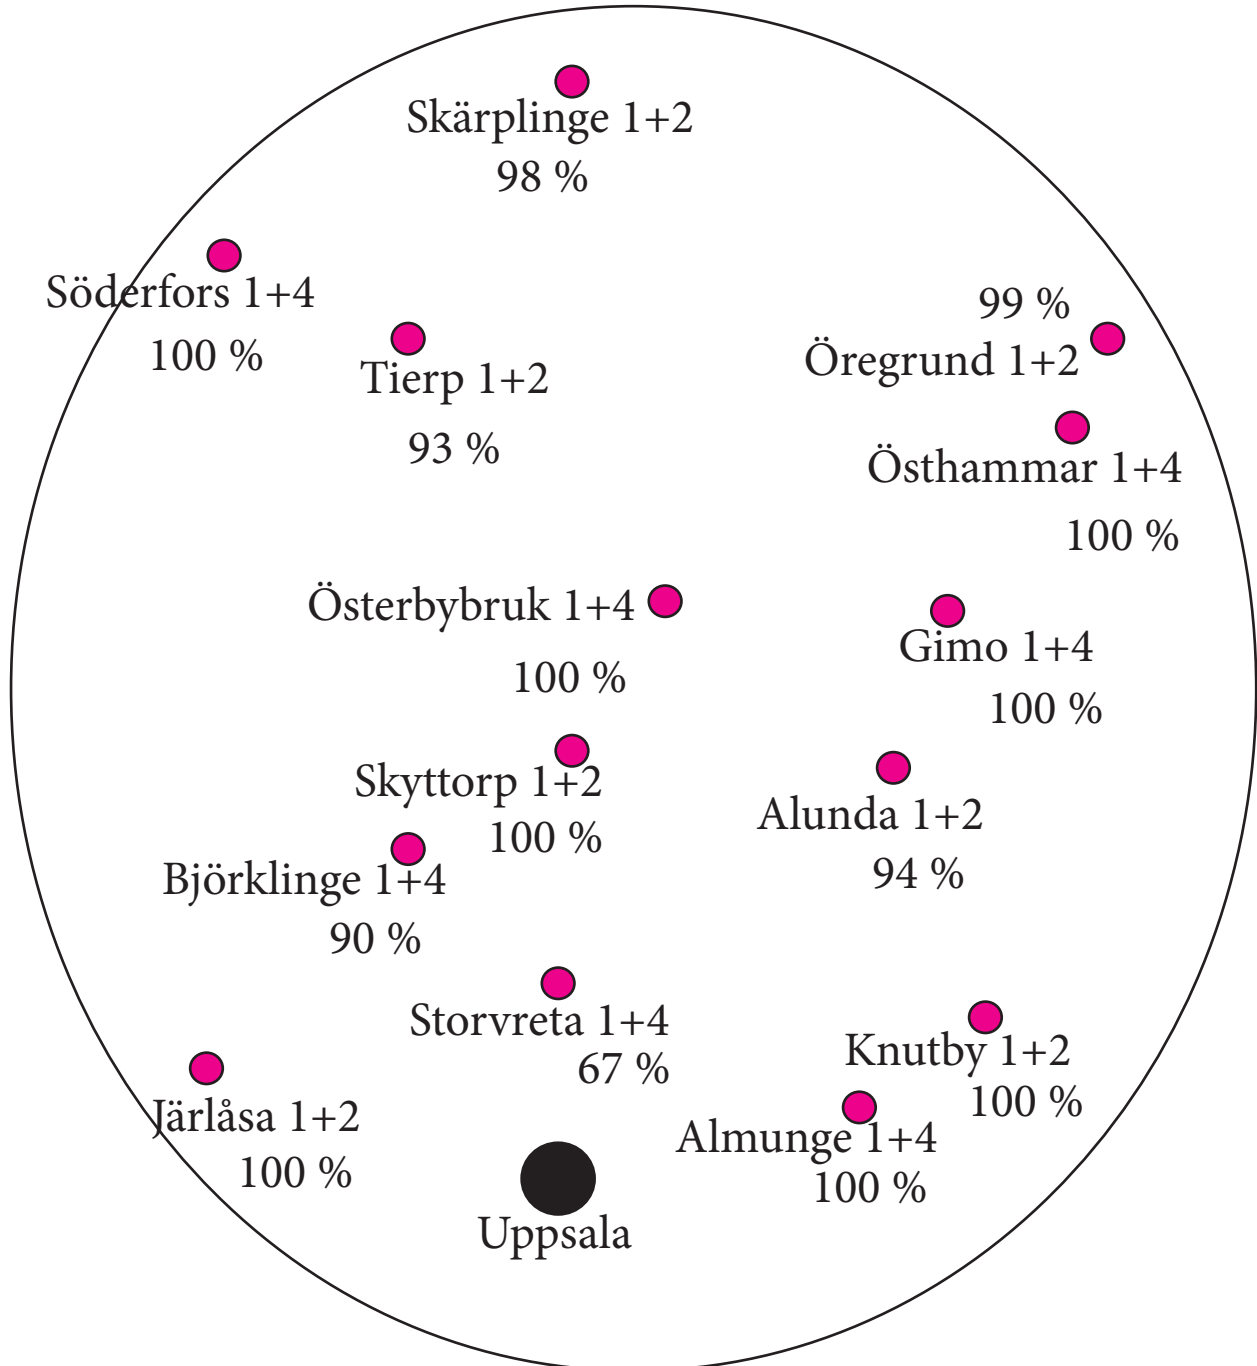 Skärplinge 1+2
98 %
Söderfors 1+4
100 %
Tierp 1+2
93 %
99 %
Öregrund 1+2
Östhammar 1+4
100 %
Österbybruk 1+4
100 %
Gimo 1+4
100 %
Skyttorp 1+2
100 %
Alunda 1+2
94 %
Björklinge 1+4
90 %
Storvreta 1+4
67 %
Knutby 1+2
100 %
Järlåsa 1+2
100 %
Almunge 1+4
100 %
Uppsala